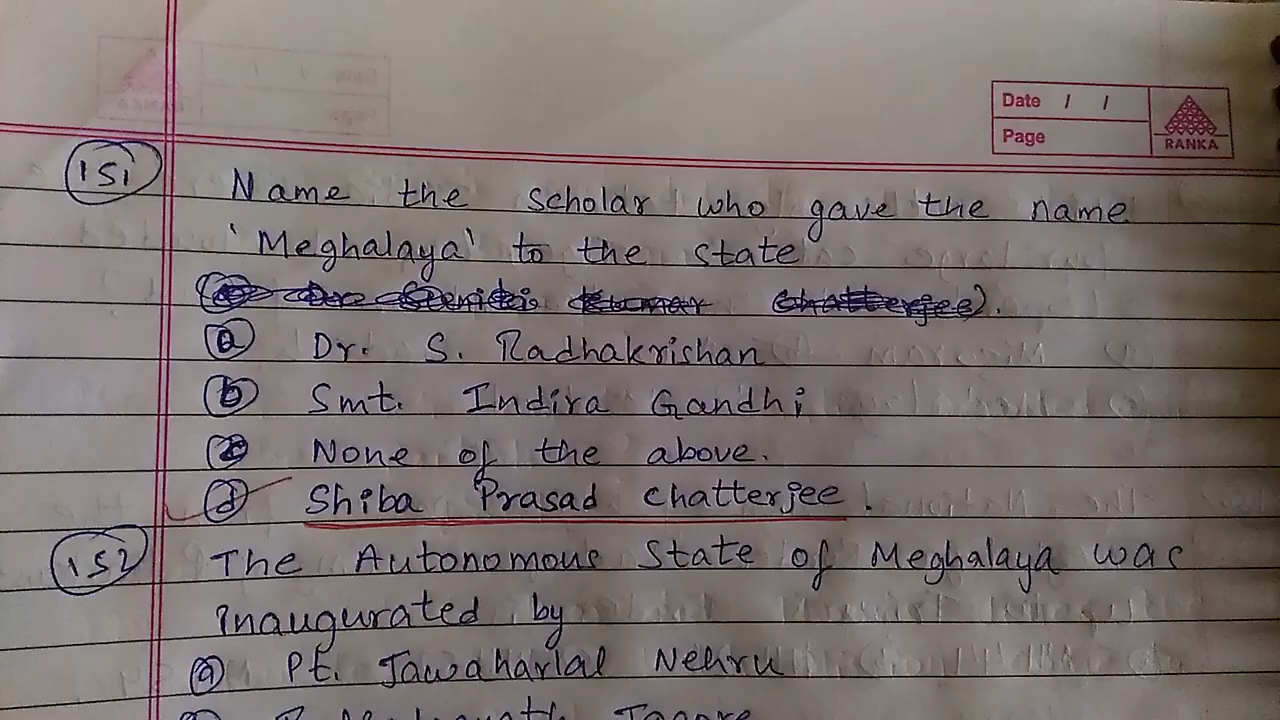 Date / /
Page
RANKA
151 Name the scholar who gave the name
'Meghalaya' to the state
a Dr. S. Radhakrishan
b Smt. Indira Gandhi
c None of the above.
d Shiba Prasad Chatterjee.
152 The Autonomous State of Meghalaya was
inaugurated by
a Pt. Jawaharlal Nehru
Tagore